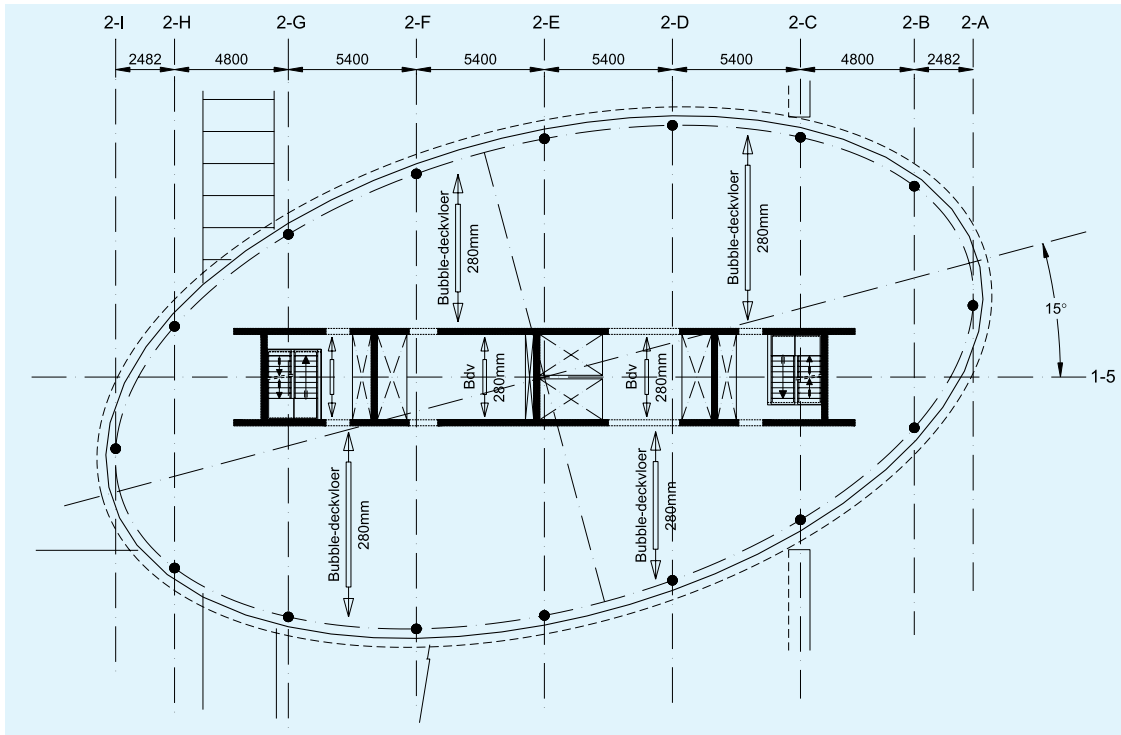 2-I 2-H 2-G 2-F 2-E 2-D 2-C 2-B 2-A
2482 4800 5400 5400 5400 5400 4800 2482
Bubble-deckvloer
280mm
Bubble-deckvloer
280mm
15°
Bdv
280mm
Bdv
280mm
1-5
Bubble-deckvloer
280mm
Bubble-deckvloer
280mm